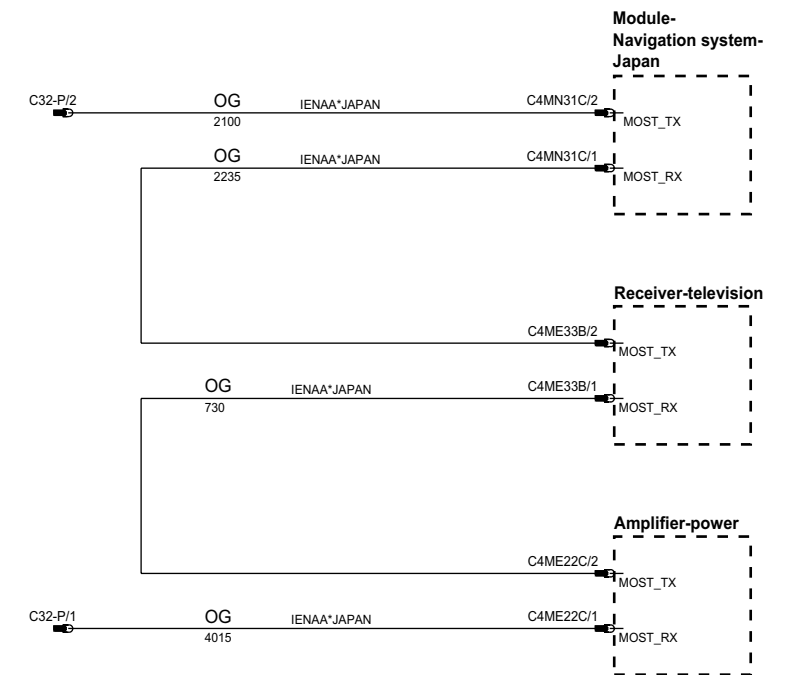 Module-
Navigation system-
Japan
C32-P/2
OG
IENAA*JAPAN
C4MN31C/2
2100
MOST_TX
OG
IENAA*JAPAN
C4MN31C/1
2235
MOST_RX
Receiver-television
C4ME33B/2
MOST_TX
OG
IENAA*JAPAN
C4ME33B/1
730
MOST_RX
Amplifier-power
C4ME22C/2
MOST_TX
C32-P/1
OG
IENAA*JAPAN
C4ME22C/1
4015
MOST_RX